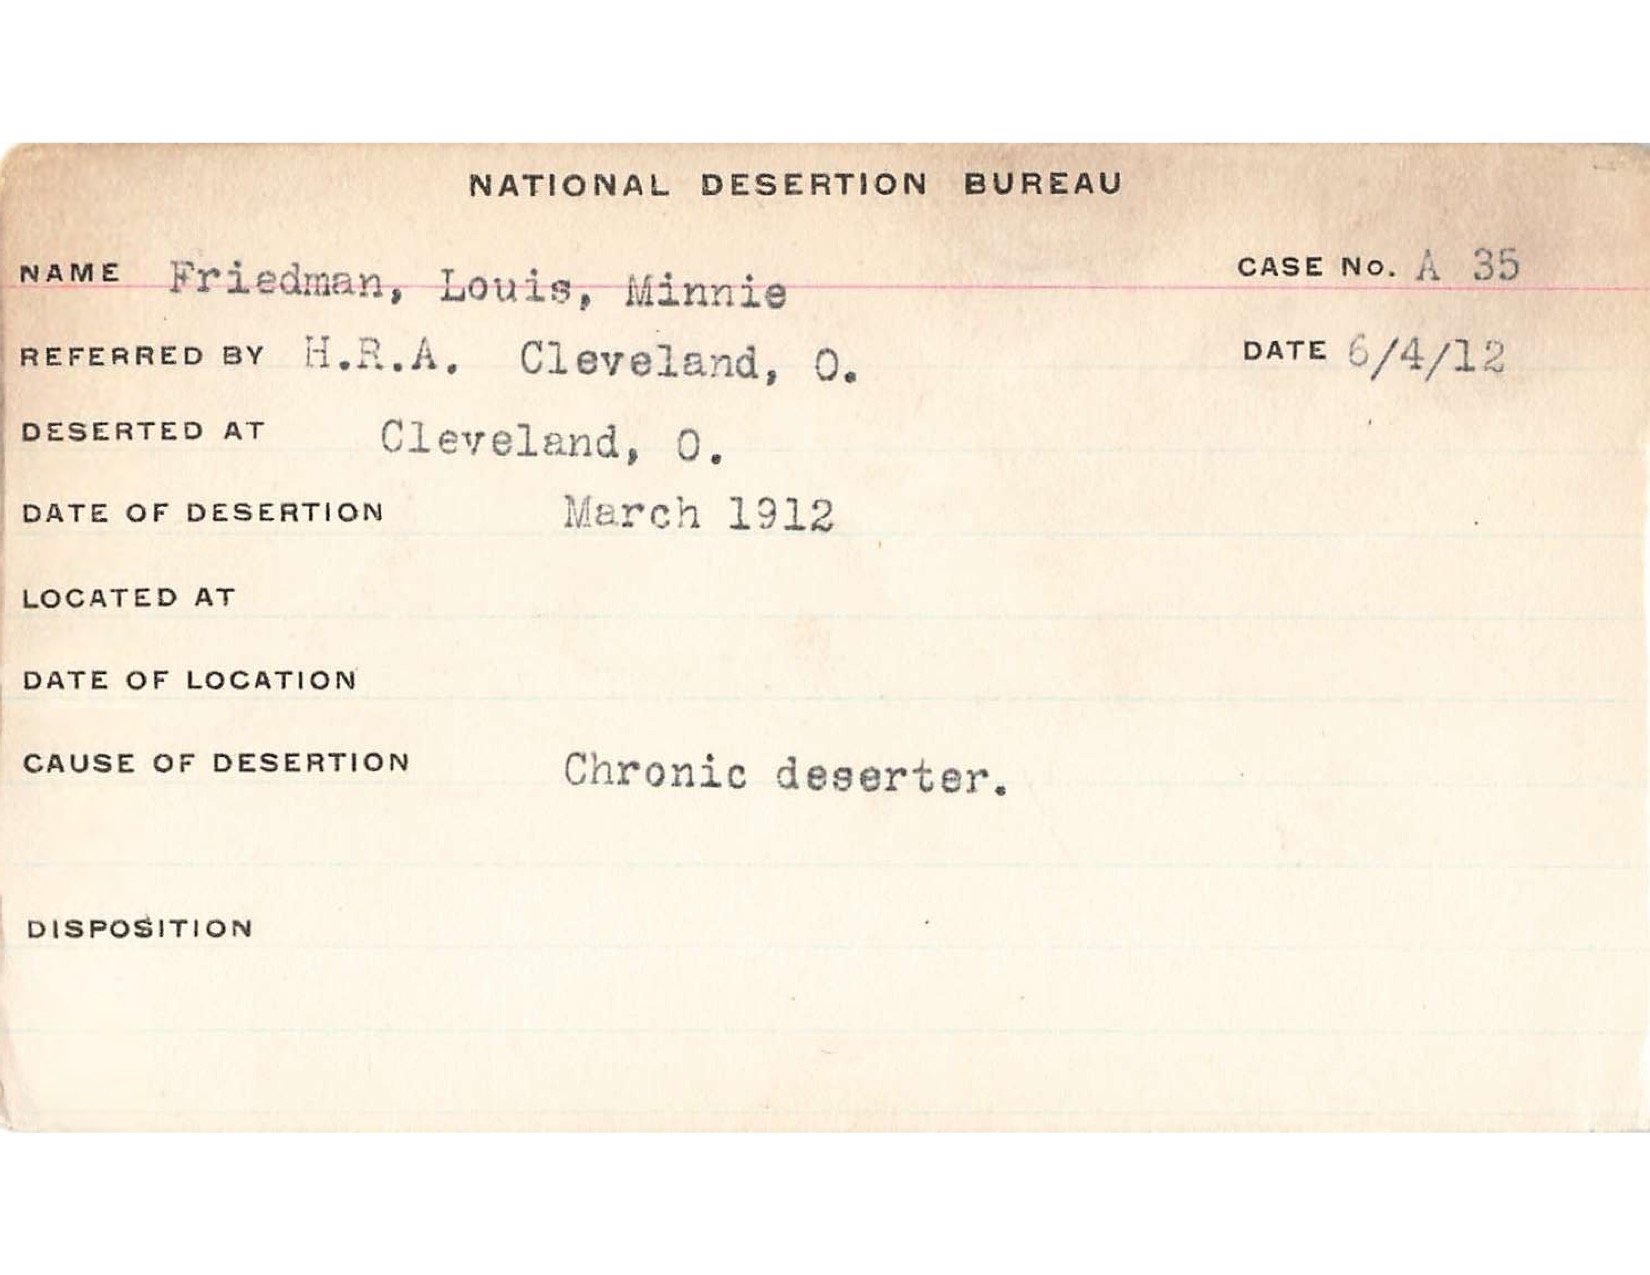 NATIONAL DESERTION BUREAU
NAME Friedman, Louis, Minnie CASE No. A 35
REFERRED BY H.R.A. Cleveland, O. DATE 6/4/12
DESERTED AT Cleveland, O.
DATE OF DESERTION March 1912
LOCATED AT
DATE OF LOCATION
CAUSE OF DESERTION Chronic deserter.
DISPOSITION